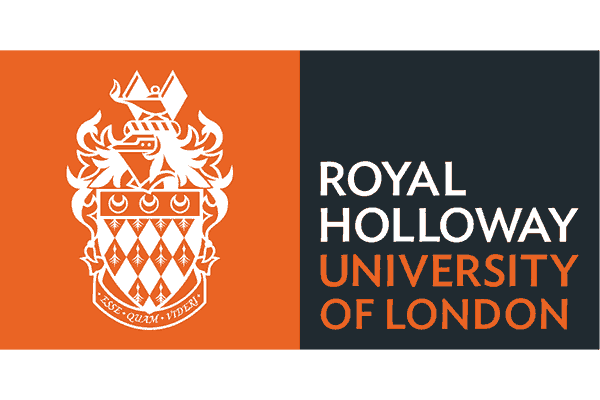 ESSE · QUAM · VIDERI
ROYAL
HOLLOWAY
UNIVERSITY
OF LONDON